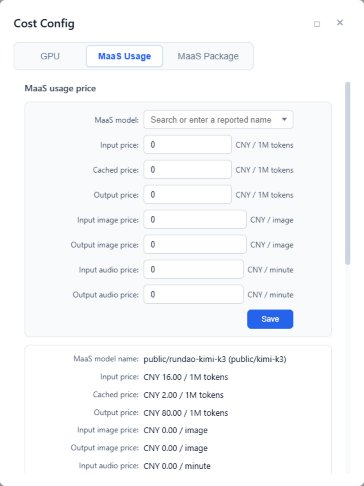 Cost Config
GPU
MaaS Usage
MaaS Package
MaaS usage price
MaaS model: Search or enter a reported name
Input price: 0 CNY / 1M tokens
Cached price: 0 CNY / 1M tokens
Output price: 0 CNY / 1M tokens
Input image price: 0 CNY / image
Output image price: 0 CNY / image
Input audio price: 0 CNY / minute
Output audio price: 0 CNY / minute
Save
MaaS model name: public/rundao-kimi-k3 (public/kimi-k3)
Input price: CNY 16.00 / 1M tokens
Cached price: CNY 2.00 / 1M tokens
Output price: CNY 80.00 / 1M tokens
Input image price: CNY 0.00 / image
Output image price: CNY 0.00 / image
Input audio price: CNY 0.00 / minute